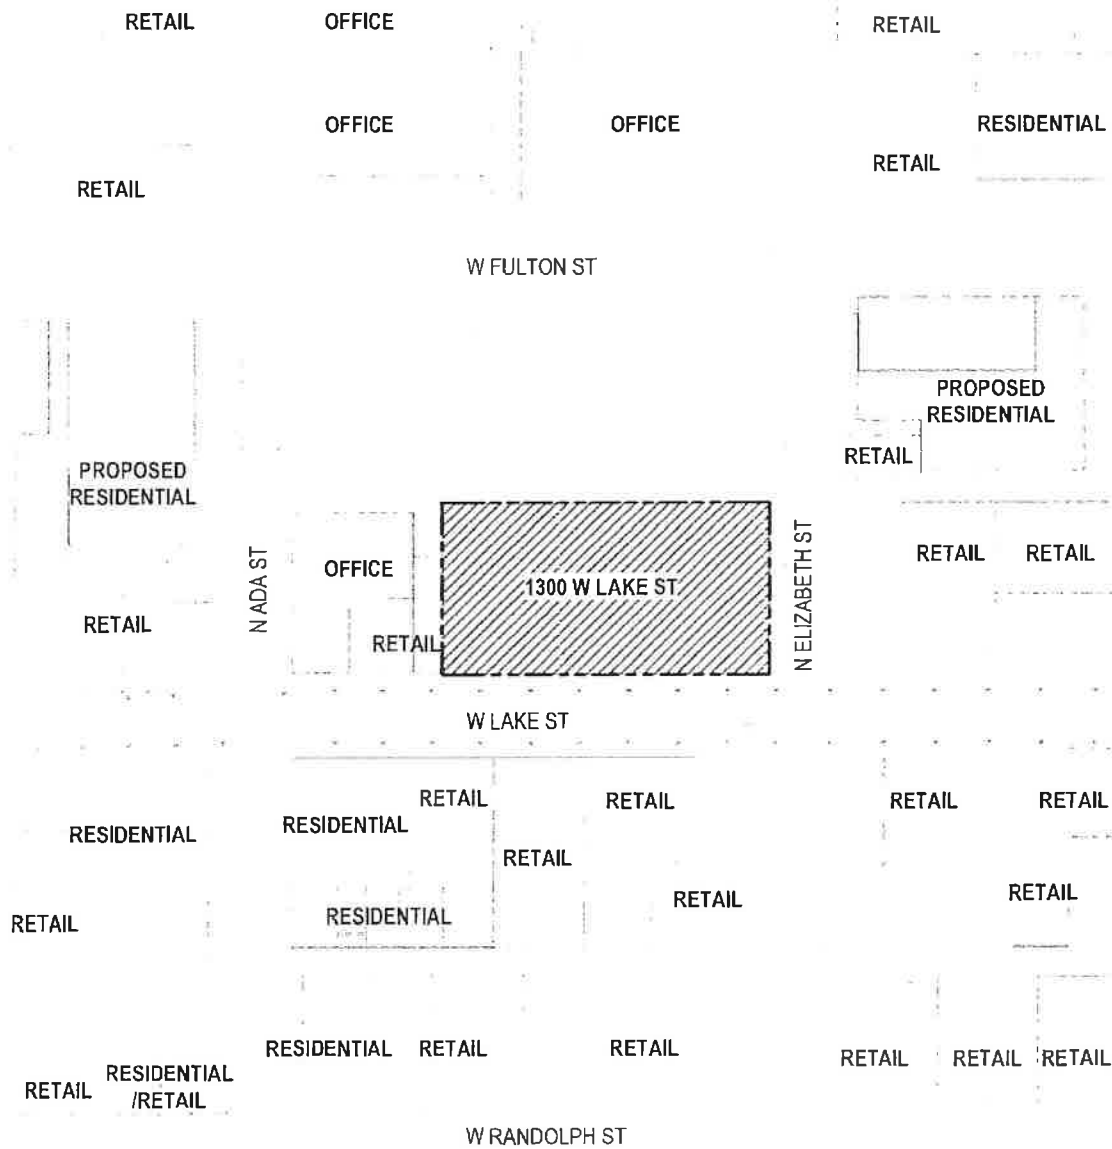 RETAIL
OFFICE
RETAIL
OFFICE
OFFICE
RESIDENTIAL
RETAIL
RETAIL
W FULTON ST
PROPOSED
RESIDENTIAL
RETAIL
PROPOSED
RESIDENTIAL
N ADA ST
OFFICE
1300 W LAKE ST
N ELIZABETH ST
RETAIL
RETAIL
RETAIL
RETAIL
W LAKE ST
RETAIL
RETAIL
RETAIL
RETAIL
RESIDENTIAL
RESIDENTIAL
RETAIL
RETAIL
RETAIL
RETAIL
RESIDENTIAL
RESIDENTIAL
RETAIL
RETAIL
RETAIL
RETAIL
RETAIL
RETAIL
RESIDENTIAL
/RETAIL
W RANDOLPH ST